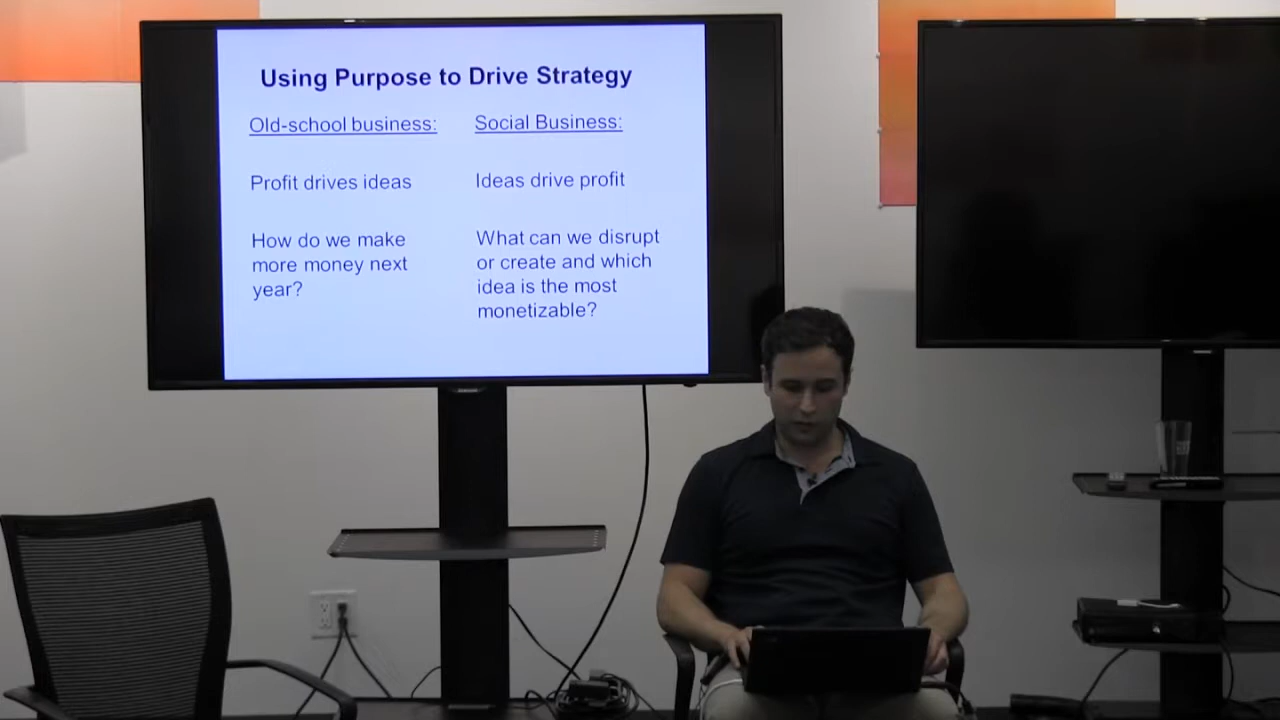 Using Purpose to Drive Strategy
Old-school business:
Profit drives ideas
How do we make
more money next
year?
Social Business:
Ideas drive profit
What can we disrupt
or create and which
idea is the most
monetizable?